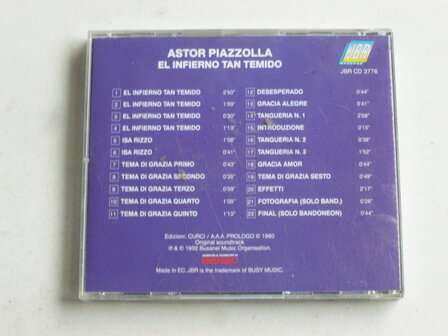 ASTOR PIAZZOLLA
EL INFIERNO TAN TEMIDO
JBR
JBR CD 3776
1 EL INFIERNO TAN TEMIDO 2'50"
2 EL INFIERNO TAN TEMIDO 1'00"
3 EL INFIERNO TAN TEMIDO 0'30"
4 EL INFIERNO TAN TEMIDO 1'13"
5 ISA RIZZO 1'08"
6 ISA RIZZO 0'41"
7 TEMA DI GRAZIA PRIMO 0'43"
8 TEMA DI GRAZIA SECONDO 0'35"
9 TEMA DI GRAZIA TERZO 0'59"
10 TEMA DI GRAZIA QUARTO 1'05"
11 TEMA DI GRAZIA QUINTO 1'13"
12 DESESPERADO 0'44"
13 GRACIA ALEGRE 0'41"
14 TANGUERIA N. 1 2'58"
15 INTRODUZIONE 0'15"
16 TANGUERIA N. 2 0'38"
17 TANGUERIA N. 3 1'52"
18 GRACIA AMOR 0'44"
19 TEMA DI GRAZIA SESTO 0'49"
20 EFFETTI 2'17"
21 FOTOGRAFIA (SOLO BAND.) 0'26"
22 FINAL (SOLO BANDONEON) 0'44"
Edizioni: CURCI / A.A.A. PROLOGO © 1980
Original soundtrack
℗ & © 1992 Busanel Music Organisation.
INDISC
Made in EC. JBR is the trademark of BUSY MUSIC.